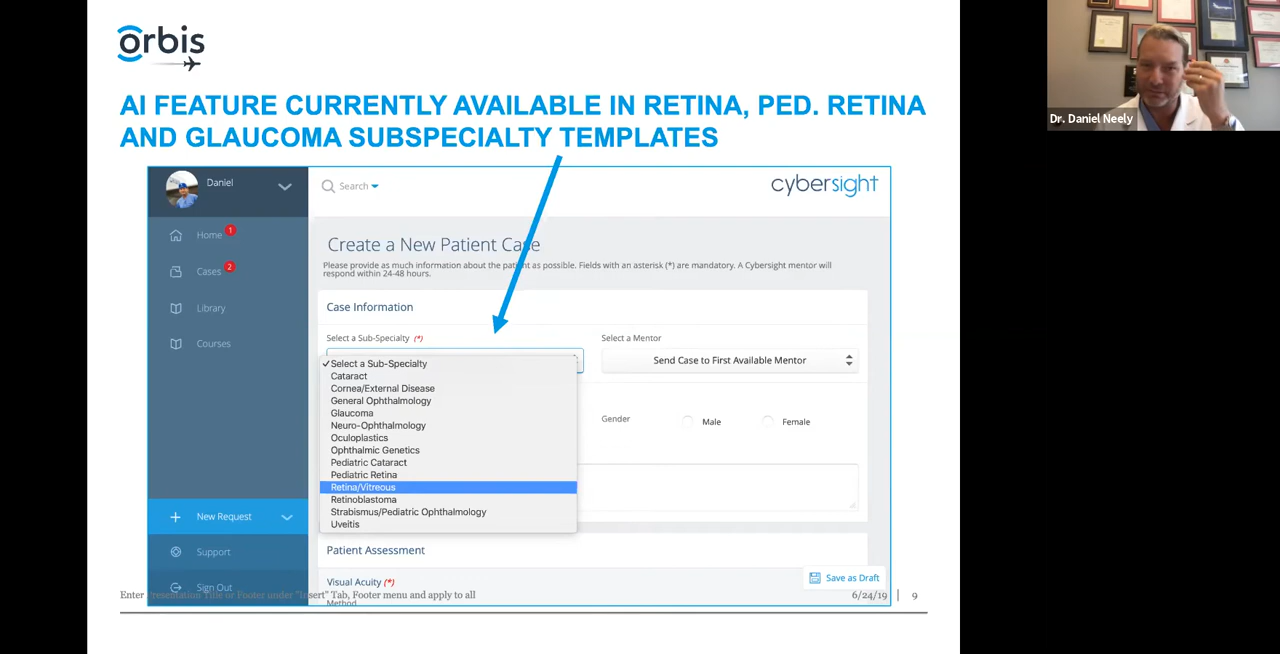 orbis
AI FEATURE CURRENTLY AVAILABLE IN RETINA, PED. RETINA
AND GLAUCOMA SUBSPECIALTY TEMPLATES
Daniel
Search
cybersight
Home 1
Cases 2
Library
Courses
New Request
Support
Sign Out
Create a New Patient Case
Please provide as much information about the patient as possible. Fields with an asterisk (*) are mandatory. A Cybersight mentor will
respond within 24-48 hours.
Case Information
Select a Sub-Specialty (*)
Select a Mentor
Send Case to First Available Mentor
✓Select a Sub-Specialty
Cataract
Cornea/External Disease
General Ophthalmology
Glaucoma
Neuro-Ophthalmology
Oculoplastics
Ophthalmic Genetics
Pediatric Cataract
Pediatric Retina
Retina/Vitreous
Retinoblastoma
Strabismus/Pediatric Ophthalmology
Uveitis
Gender
Male
Female
Patient Assessment
Visual Acuity (*)
Method
Save as Draft
Enter Presentation Title or Footer under "Insert" Tab, Footer menu and apply to all
6/24/19 | 9
Dr. Daniel Neely